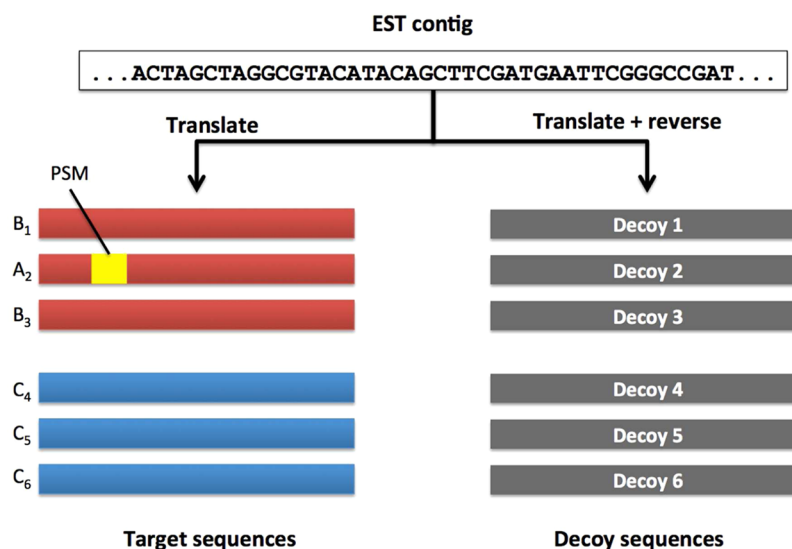 EST contig
...ACTAGCTAGGCGTACATACAGCTTCGATGAATTCGGGCCGAT...
Translate
Translate + reverse
PSM
B1
Decoy 1
A2
Decoy 2
B3
Decoy 3
C4
Decoy 4
C5
Decoy 5
C6
Decoy 6
Target sequences
Decoy sequences